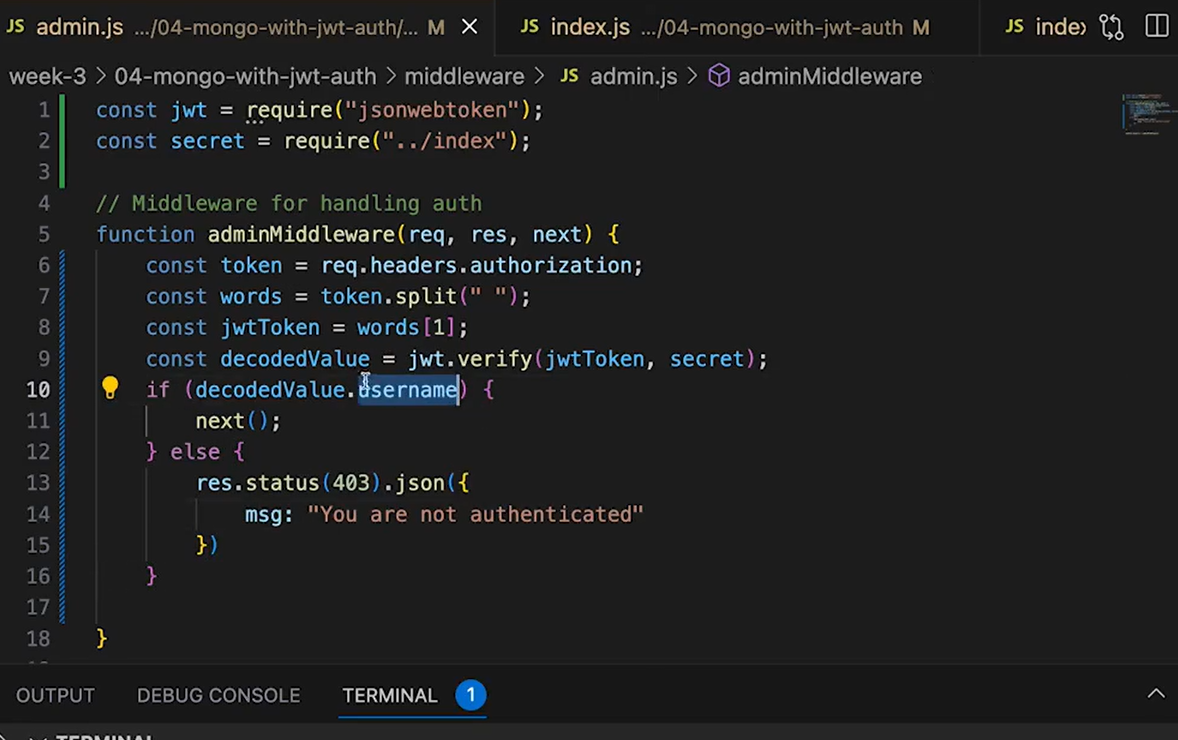 JS admin.js .../04-mongo-with-jwt-auth/... M
JS index.js .../04-mongo-with-jwt-auth M
JS index
week-3 > 04-mongo-with-jwt-auth > middleware > JS admin.js > adminMiddleware
1 const jwt = require("jsonwebtoken");
2 const secret = require("../index");
3
4 // Middleware for handling auth
5 function adminMiddleware(req, res, next) {
6 const token = req.headers.authorization;
7 const words = token.split(" ");
8 const jwtToken = words[1];
9 const decodedValue = jwt.verify(jwtToken, secret);
10 if (decodedValue.username) {
11 next();
12 } else {
13 res.status(403).json({
14 msg: "You are not authenticated"
15 })
16 }
17
18 }
OUTPUT DEBUG CONSOLE TERMINAL 1
TERMINAL